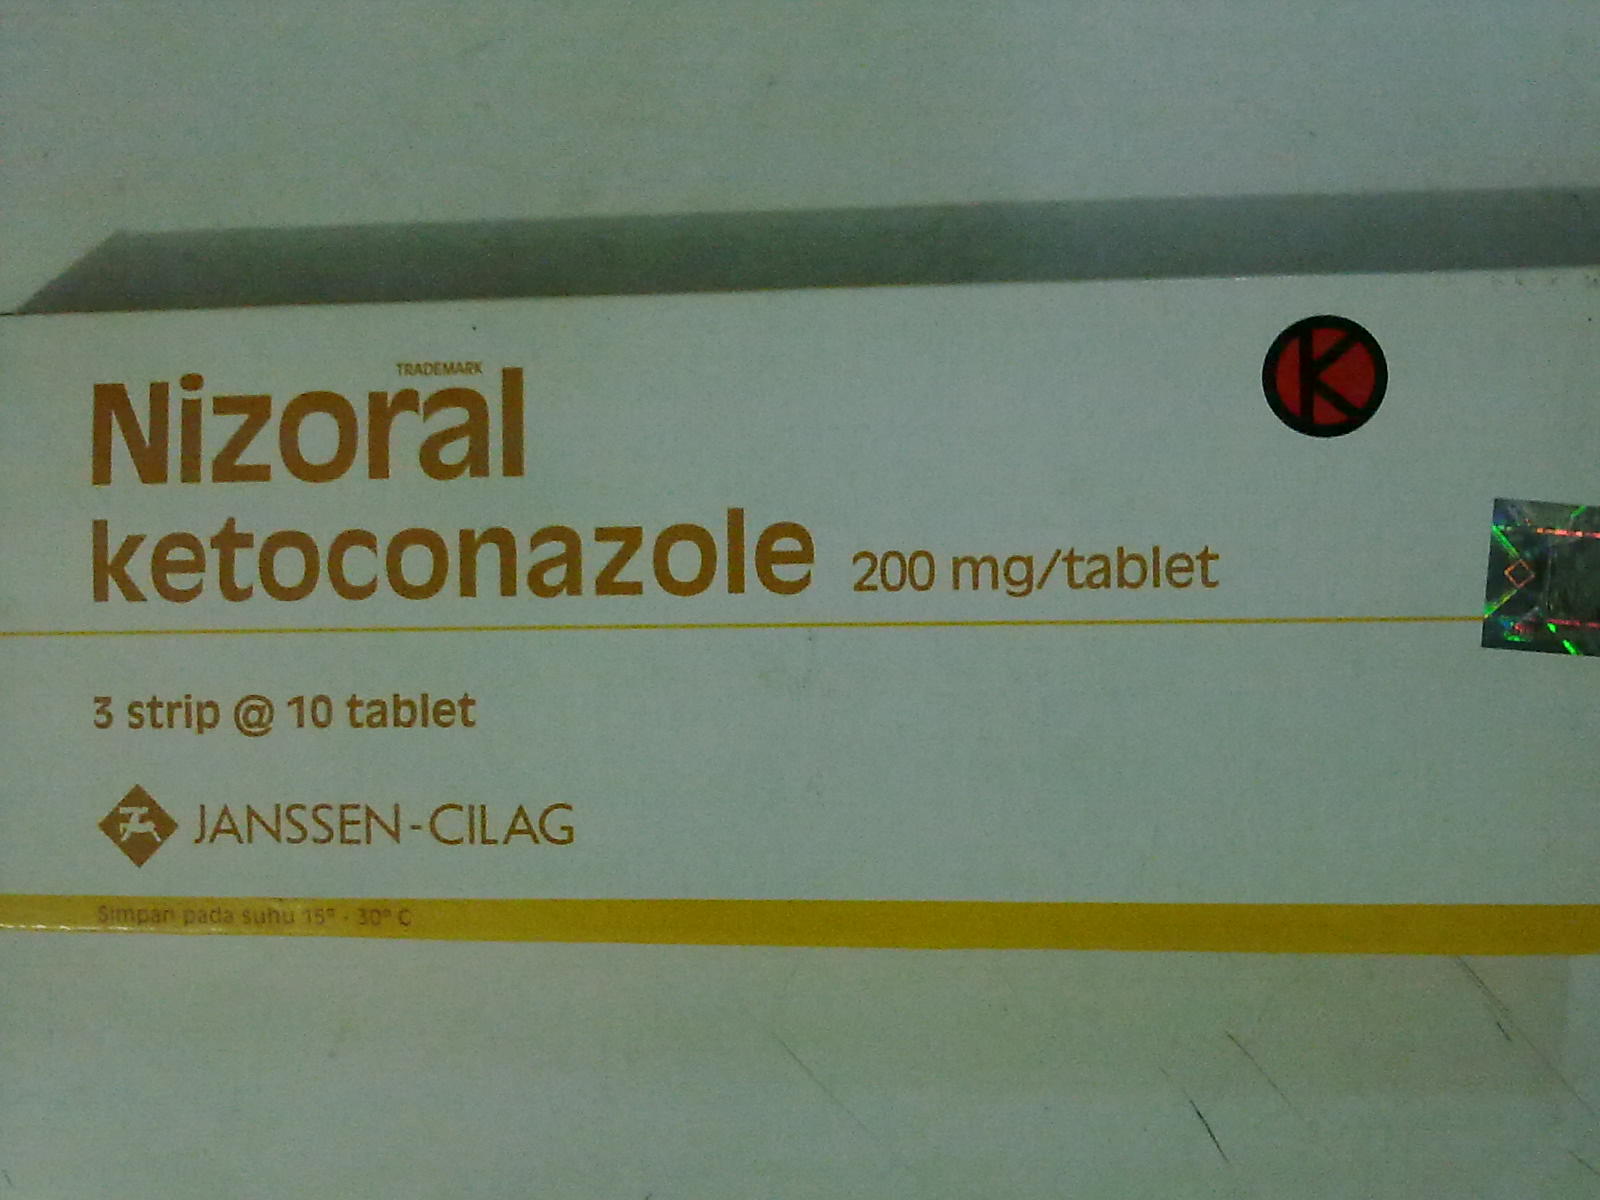 TRADEMARK
Nizoral
ketoconazole 200 mg/tablet
K
3 strip @ 10 tablet
JANSSEN-CILAG
Simpan pada suhu 15° - 30° C